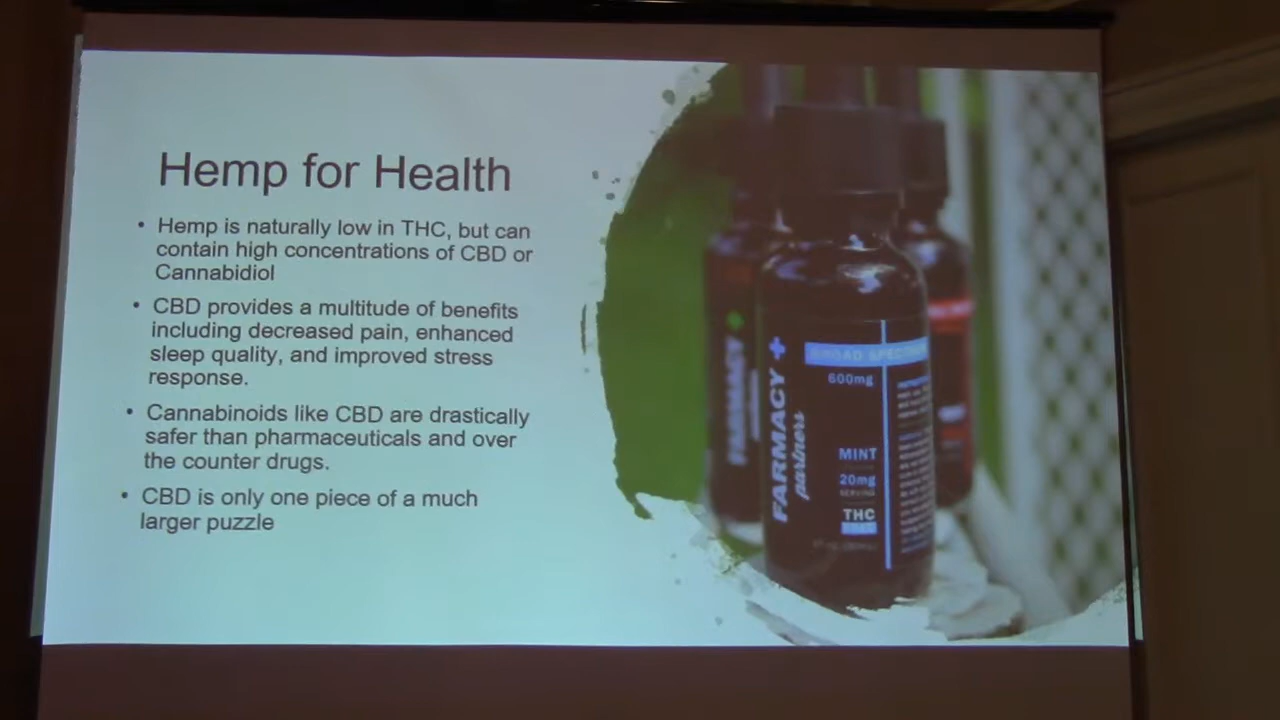 Hemp for Health
• Hemp is naturally low in THC, but can
contain high concentrations of CBD or
Cannabidiol
• CBD provides a multitude of benefits
including decreased pain, enhanced
sleep quality, and improved stress
response.
• Cannabinoids like CBD are drastically
safer than pharmaceuticals and over
the counter drugs.
• CBD is only one piece of a much
larger puzzle
FARMACY +
FARMACY +
partners
BROAD SPECTRUM
600mg
MINT
20mg
SERVING
THC
FREE